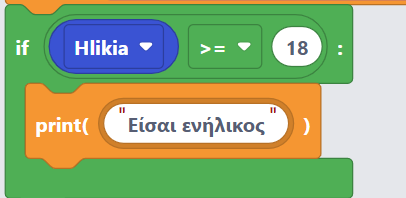 if Hlikia >= 18 :
print( "Είσαι ενήλικος" )